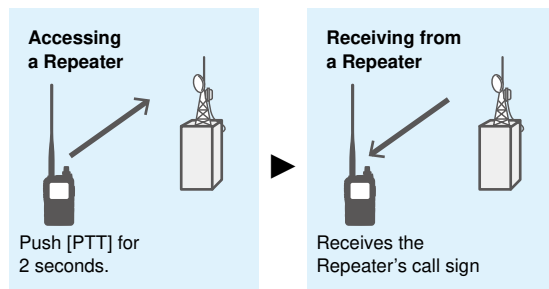 Accessing
a Repeater
Push [PTT] for
2 seconds.
Receiving from
a Repeater
Receives the
Repeater’s call sign